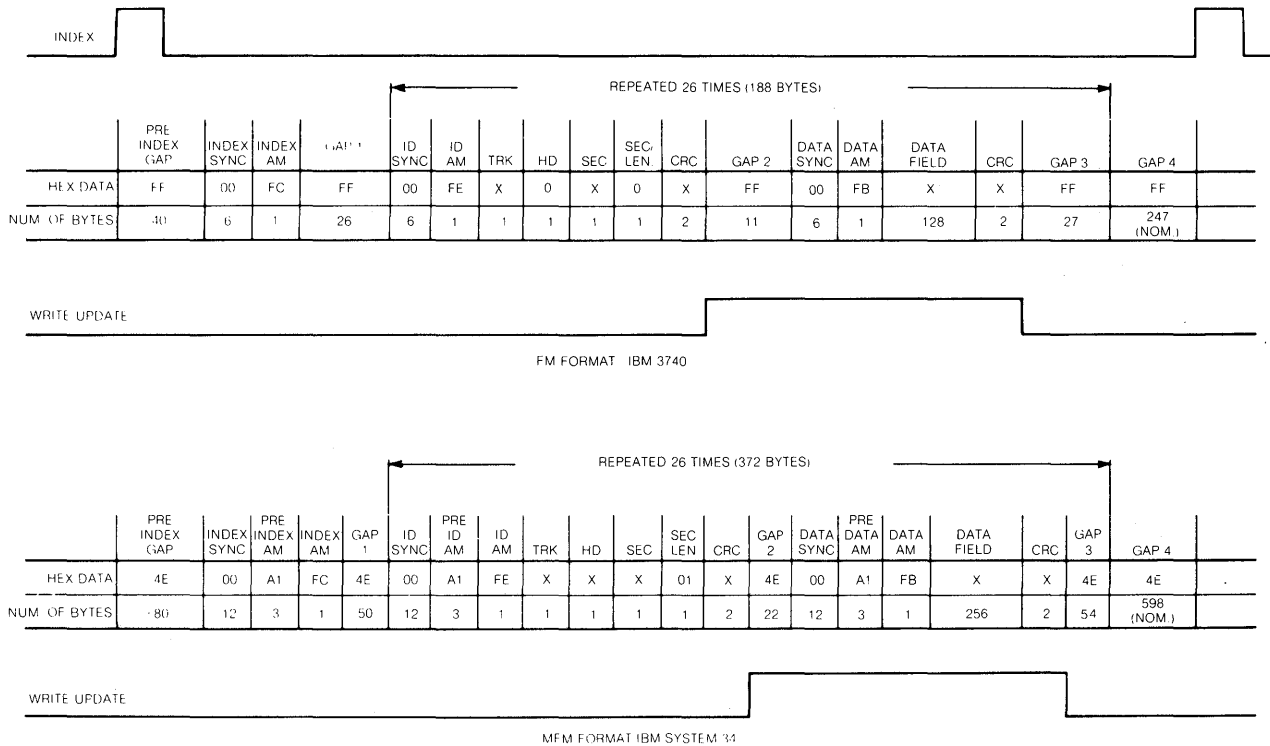 INDEX
REPEATED 26 TIMES (188 BYTES)
PRE INDEX GAP INDEX SYNC INDEX AM GAP ID SYNC ID AM TRK HD SEC SEC/ LEN. CRC GAP 2 DATA SYNC DATA AM DATA FIELD CRC GAP 3 GAP 4
HEX DATA FF 00 FC FF 00 FE X 0 X 0 X FF 00 FB X X FF FF
NUM OF BYTES 40 6 1 26 6 1 1 1 1 1 2 11 6 1 128 2 27 247 (NOM.)
WRITE UPDATE
FM FORMAT IBM 3740
REPEATED 26 TIMES (372 BYTES)
PRE INDEX GAP INDEX SYNC PRE INDEX AM INDEX AM GAP 1 ID SYNC PRE ID AM ID AM TRK HD SEC SEC LEN CRC GAP 2 DATA SYNC PRE DATA AM DATA AM DATA FIELD CRC GAP 3 GAP 4
HEX DATA 4E 00 A1 FC 4E 00 A1 FE X X X 01 X 4E 00 A1 FB X X 4E 4E
NUM OF BYTES 80 12 3 1 50 12 3 1 1 1 1 1 2 22 12 3 1 256 2 54 598 (NOM.)
WRITE UPDATE
MFM FORMAT IBM SYSTEM 34